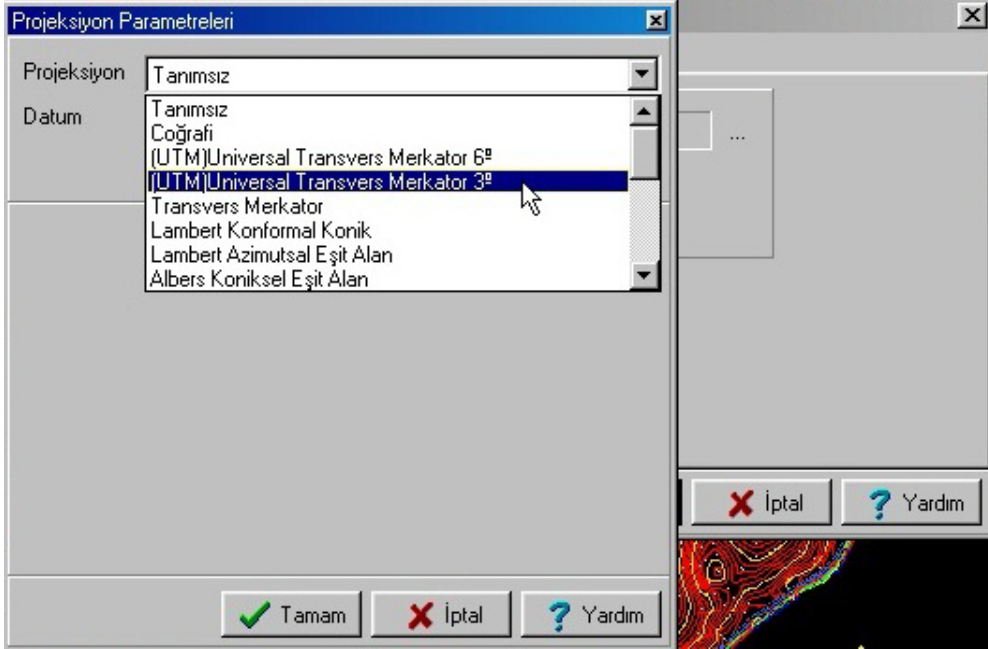 Projeksiyon Parametreleri
Projeksiyon
Tanımsız
Datum
Tanımsız
Coğrafi
(UTM)Universal Transvers Merkator 6º
(UTM)Universal Transvers Merkator 3º
Transvers Merkator
Lambert Konformal Konik
Lambert Azimutsal Eşit Alan
Albers Koniksel Eşit Alan
...
İptal
Yardım
Tamam
İptal
Yardım